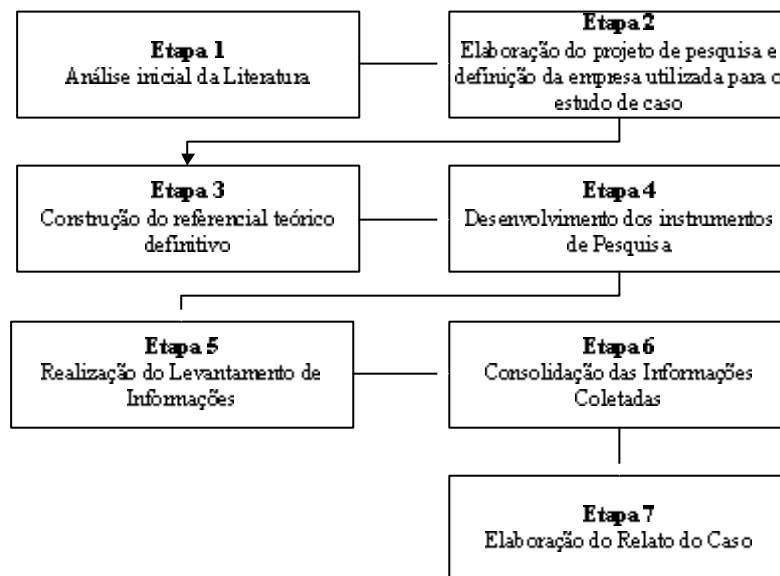 Etapa 1
Análise inicial da Literatura
Etapa 2
Elaboração do projeto de pesquisa e
definição da empresa utilizada para o
estudo de caso
Etapa 3
Construção do referencial teórico
definitivo
Etapa 4
Desenvolvimento dos instrumentos
de Pesquisa
Etapa 5
Realização do Levantamento de
Informações
Etapa 6
Consolidação das Informações
Coletadas
Etapa 7
Elaboração do Relato do Caso